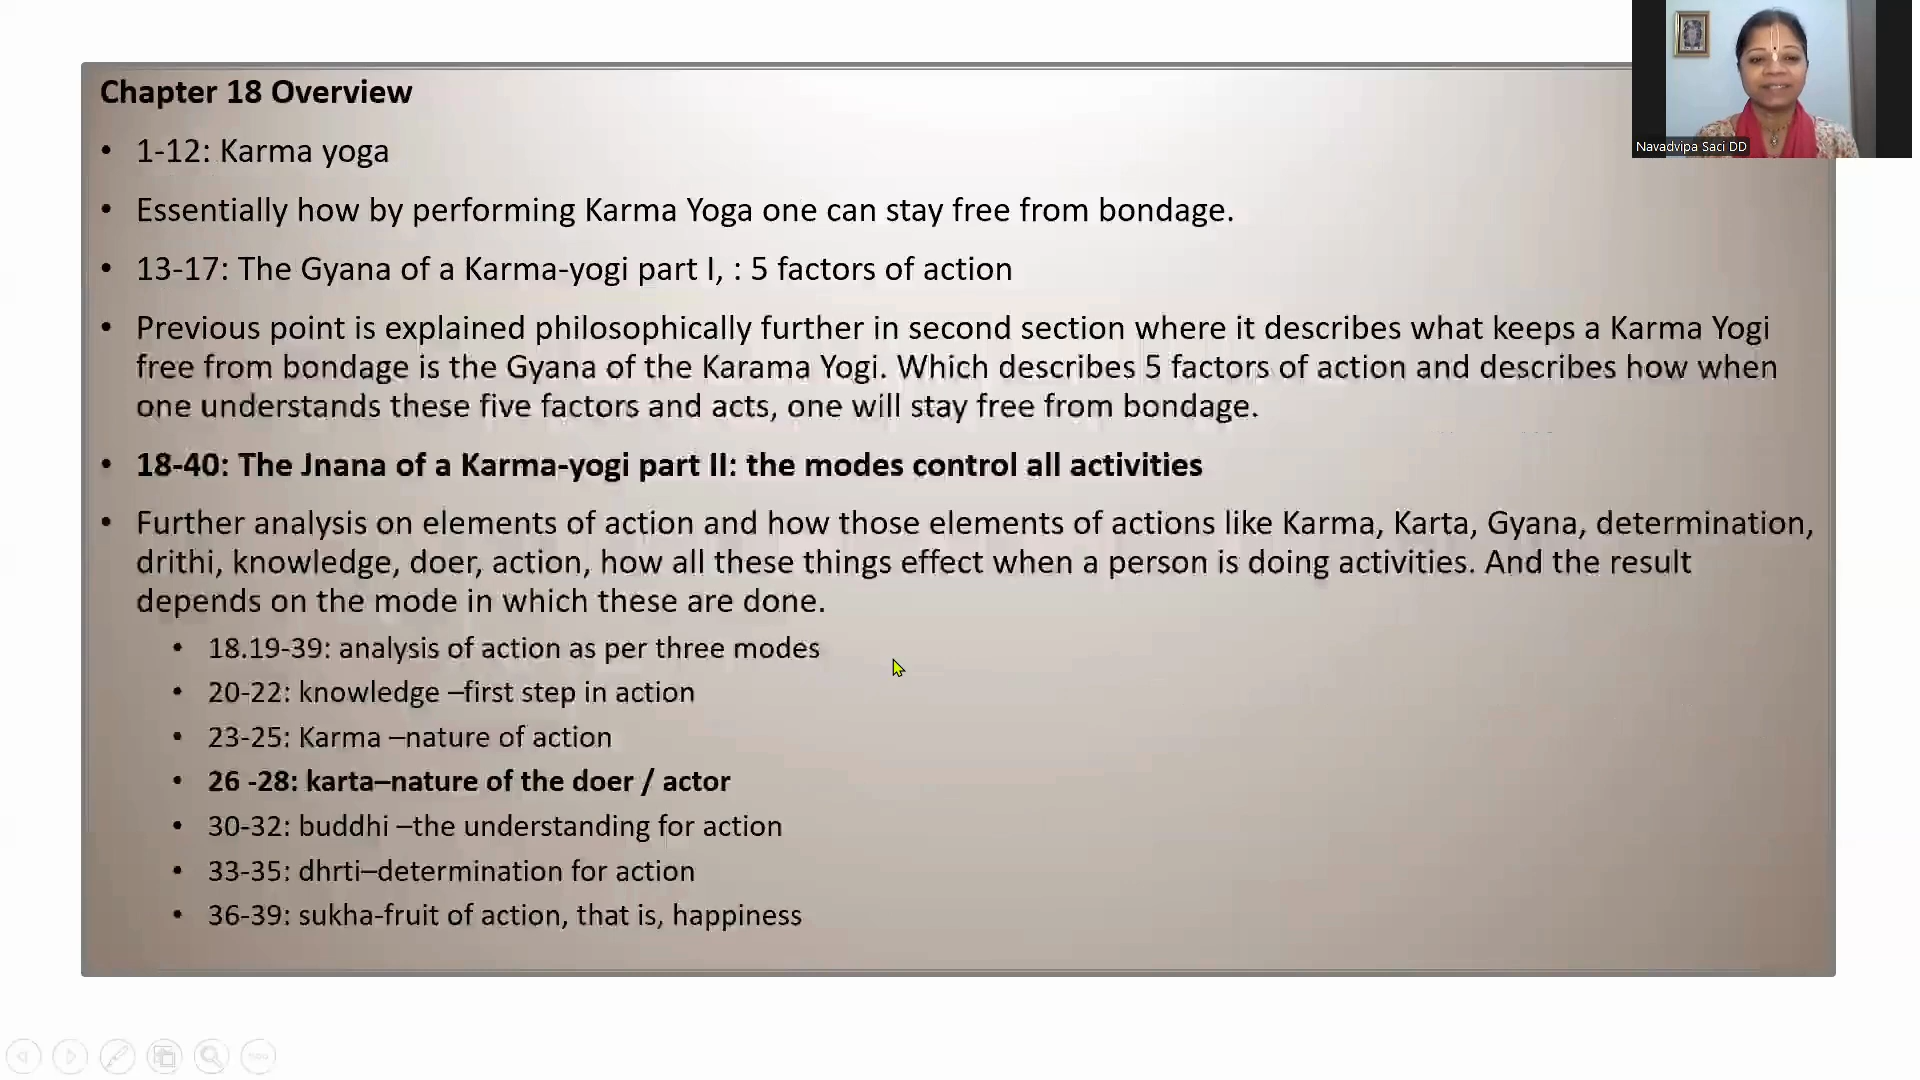 Chapter 18 Overview
Navadvipa Saci DD
• 1-12: Karma yoga
• Essentially how by performing Karma Yoga one can stay free from bondage.
• 13-17: The Gyana of a Karma-yogi part I, : 5 factors of action
• Previous point is explained philosophically further in second section where it describes what keeps a Karma Yogi
free from bondage is the Gyana of the Karama Yogi. Which describes 5 factors of action and describes how when
one understands these five factors and acts, one will stay free from bondage.
• 18-40: The Jnana of a Karma-yogi part II: the modes control all activities
• Further analysis on elements of action and how those elements of actions like Karma, Karta, Gyana, determination,
drithi, knowledge, doer, action, how all these things effect when a person is doing activities. And the result
depends on the mode in which these are done.
• 18.19-39: analysis of action as per three modes
• 20-22: knowledge –first step in action
• 23-25: Karma –nature of action
• 26 -28: karta–nature of the doer / actor
• 30-32: buddhi –the understanding for action
• 33-35: dhrti–determination for action
• 36-39: sukha-fruit of action, that is, happiness